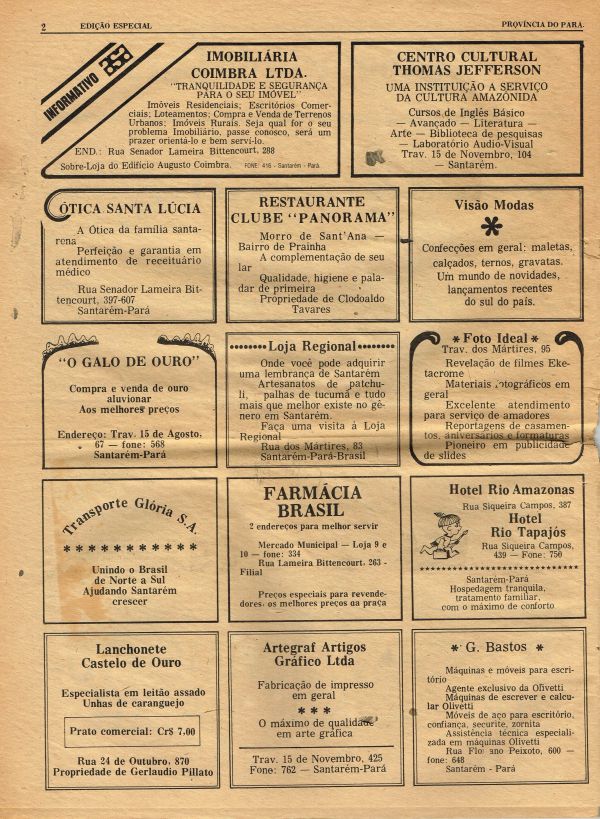 2 EDIÇÃO ESPECIAL PROVÍNCIA DO PARÁ
INFORMATIVO
IMOBILIÁRIA
COIMBRA LTDA.
"TRANQUILIDADE E SEGURANÇA
PARA O SEU IMÓVEL"
Imóveis Residenciais; Escritórios Comer-
ciais; Loteamentos; Compra e Venda de Terrenos
Urbanos; Imóveis Rurais. Seja qual for o seu
problema Imobiliário, passe conosco, será um
prazer orientá-lo e bem serví-lo.
END.: Rua Senador Lameira Bittencourt, 288
Sobre-Loja do Edifício Augusto Coimbra. FONE: 416 - Santarém - Pará.
CENTRO CULTURAL
THOMAS JEFFERSON
UMA INSTITUIÇÃO A SERVIÇO
DA CULTURA AMAZÔNIDA
Cursos de Inglês Básico
— Avançado — Literatura —
Arte — Biblioteca de pesquisas
— Laboratório Audio-Visual
Trav. 15 de Novembro, 104
— Santarém.
ÓTICA SANTA LÚCIA
A Ótica da família santa-
rena
Perfeição e garantia em
atendimento de receituário
médico
Rua Senador Lameira Bit-
tencourt, 397-607
Santarém-Pará
RESTAURANTE
CLUBE "PANORAMA"
Morro de Sant'Ana —
Bairro de Prainha
A complementação de seu
lar
Qualidade, higiene e pala-
dar de primeira
Propriedade de Clodoaldo
Tavares
Visão Modas
*
Confecções em geral: maletas,
calçados, ternos, gravatas.
Um mundo de novidades,
lançamentos recentes
do sul do país.
"O GALO DE OURO"
Compra e venda de ouro
aluvionar
Aos melhores preços
Endereço: Trav. 15 de Agosto,
67 — fone: 568
Santarém-Pará
Loja Regional
Onde você pode adquirir
uma lembrança de Santarém
Artesanatos de patchu-
li, palhas de tucumã e tudo
mais que melhor existe no gê-
nero em Santarém.
Faça uma visita à Loja
Regional
Rua dos Mártires, 83
Santarém-Pará-Brasil
* Foto Ideal *
Trav. dos Mártires, 95
Revelação de filmes Eke-
tacrome
Materiais fotográficos em
geral
Excelente atendimento
para serviço de amadores
Reportagens de casamen-
tos, aniversários e formaturas
Pioneiro em publicidade
de slides
Transporte Glória S.A.
* * * * * * * * * * *
Unindo o Brasil
de Norte a Sul
Ajudando Santarém
crescer
FARMÁCIA
BRASIL
2 endereços para melhor servir
Mercado Municipal — Loja 9 e
10 — fone: 334
Rua Lameira Bittencourt, 263 -
Filial
Preços especiais para revende-
dores, os melhores preços da praça
Hotel Rio Amazonas
Rua Siqueira Campos, 387
Hotel
Rio Tapajós
Rua Siqueira Campos,
439 — Fone: 750
Santarém-Pará
Hospedagem tranquila,
tratamento familiar,
com o máximo de conforto
Lanchonete
Castelo de Ouro
Especialista em leitão assado
Unhas de caranguejo
Prato comercial: Cr$ 7,00
Rua 24 de Outubro, 870
Propriedade de Gerlaudio Pillato
Artegraf Artigos
Gráfico Ltda
Fabricação de impresso
em geral
* * *
O máximo de qualidade
em arte gráfica
Trav. 15 de Novembro, 425
Fone: 762 — Santarém-Pará
* G. Bastos *
Máquinas e móveis para escri-
tório
Agente exclusivo da Olivetti
Máquinas de escrever e calcu-
lar Olivetti
Móveis de aço para escritório,
confiança, securite, zornita
Assistência técnica especiali-
zada em máquinas Olivetti
Rua Floriano Peixoto, 600 —
fone: 648
Santarém - Pará